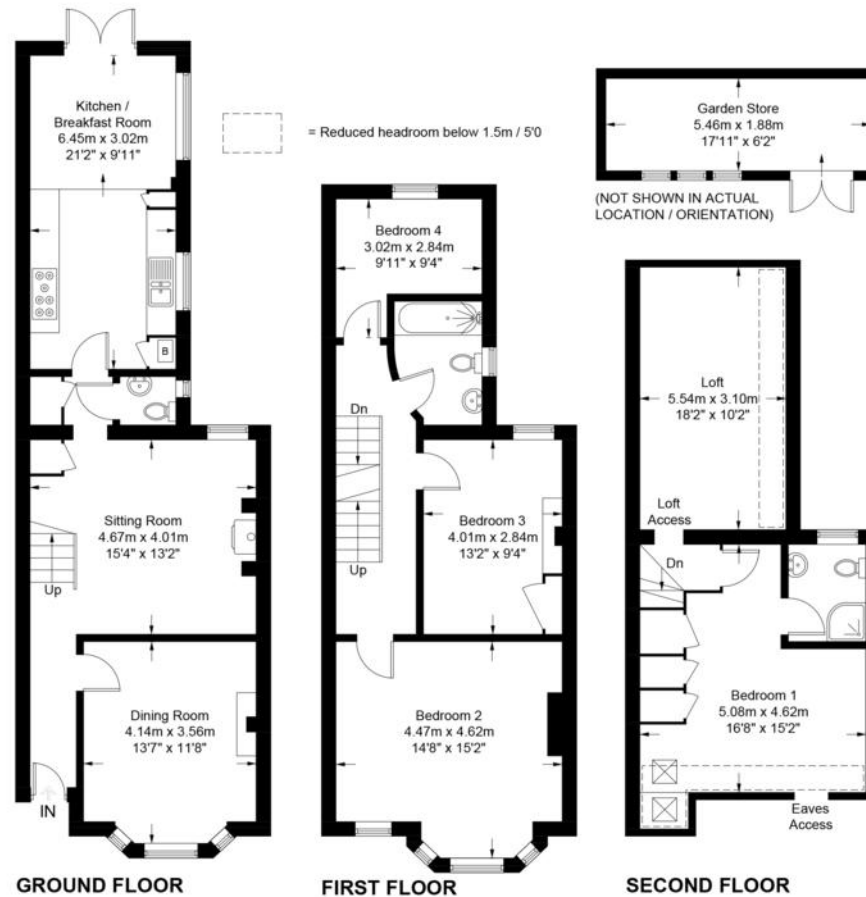 Kitchen /
Breakfast Room
6.45m x 3.02m
21'2" x 9'11"
= Reduced headroom below 1.5m / 5'0
Garden Store
5.46m x 1.88m
17'11" x 6'2"
(NOT SHOWN IN ACTUAL
LOCATION / ORIENTATION)
B
Sitting Room
4.67m x 4.01m
15'4" x 13'2"
Up
Dining Room
4.14m x 3.56m
13'7" x 11'8"
IN
GROUND FLOOR
Bedroom 4
3.02m x 2.84m
9'11" x 9'4"
Dn
Bedroom 3
4.01m x 2.84m
13'2" x 9'4"
Up
Bedroom 2
4.47m x 4.62m
14'8" x 15'2"
FIRST FLOOR
Loft
5.54m x 3.10m
18'2" x 10'2"
Loft
Access
Dn
Bedroom 1
5.08m x 4.62m
16'8" x 15'2"
Eaves
Access
SECOND FLOOR